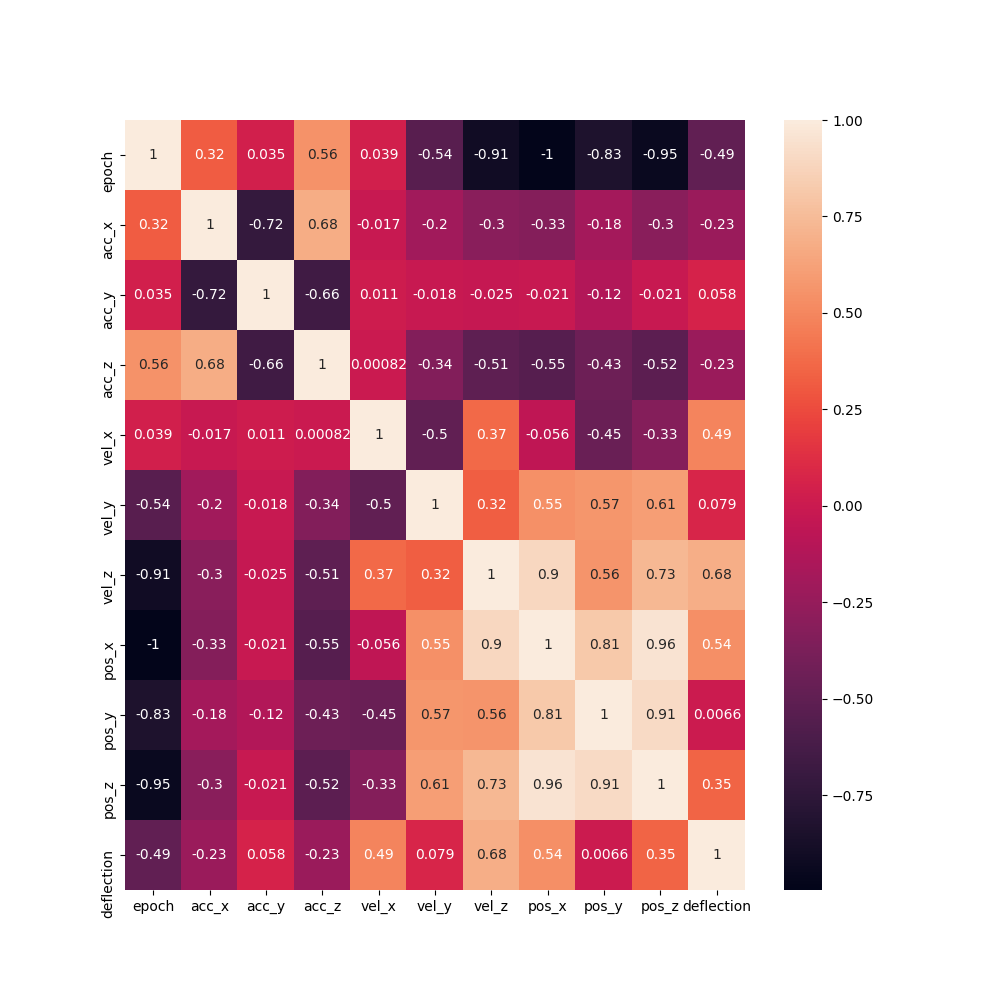 epoch 1 0.32 0.035 0.56 0.039 -0.54 -0.91 -1 -0.83 -0.95 -0.49
acc_x 0.32 1 -0.72 0.68 -0.017 -0.2 -0.3 -0.33 -0.18 -0.3 -0.23
acc_y 0.035 -0.72 1 -0.66 0.011 -0.018 -0.025 -0.021 -0.12 -0.021 0.058
acc_z 0.56 0.68 -0.66 1 0.00082 -0.34 -0.51 -0.55 -0.43 -0.52 -0.23
vel_x 0.039 -0.017 0.011 0.00082 1 -0.5 0.37 -0.056 -0.45 -0.33 0.49
vel_y -0.54 -0.2 -0.018 -0.34 -0.5 1 0.32 0.55 0.57 0.61 0.079
vel_z -0.91 -0.3 -0.025 -0.51 0.37 0.32 1 0.9 0.56 0.73 0.68
pos_x -1 -0.33 -0.021 -0.55 -0.056 0.55 0.9 1 0.81 0.96 0.54
pos_y -0.83 -0.18 -0.12 -0.43 -0.45 0.57 0.56 0.81 1 0.91 0.0066
pos_z -0.95 -0.3 -0.021 -0.52 -0.33 0.61 0.73 0.96 0.91 1 0.35
deflection -0.49 -0.23 0.058 -0.23 0.49 0.079 0.68 0.54 0.0066 0.35 1
epoch acc_x acc_y acc_z vel_x vel_y vel_z pos_x pos_y pos_z deflection
1.00
0.75
0.50
0.25
0.00
−0.25
−0.50
−0.75